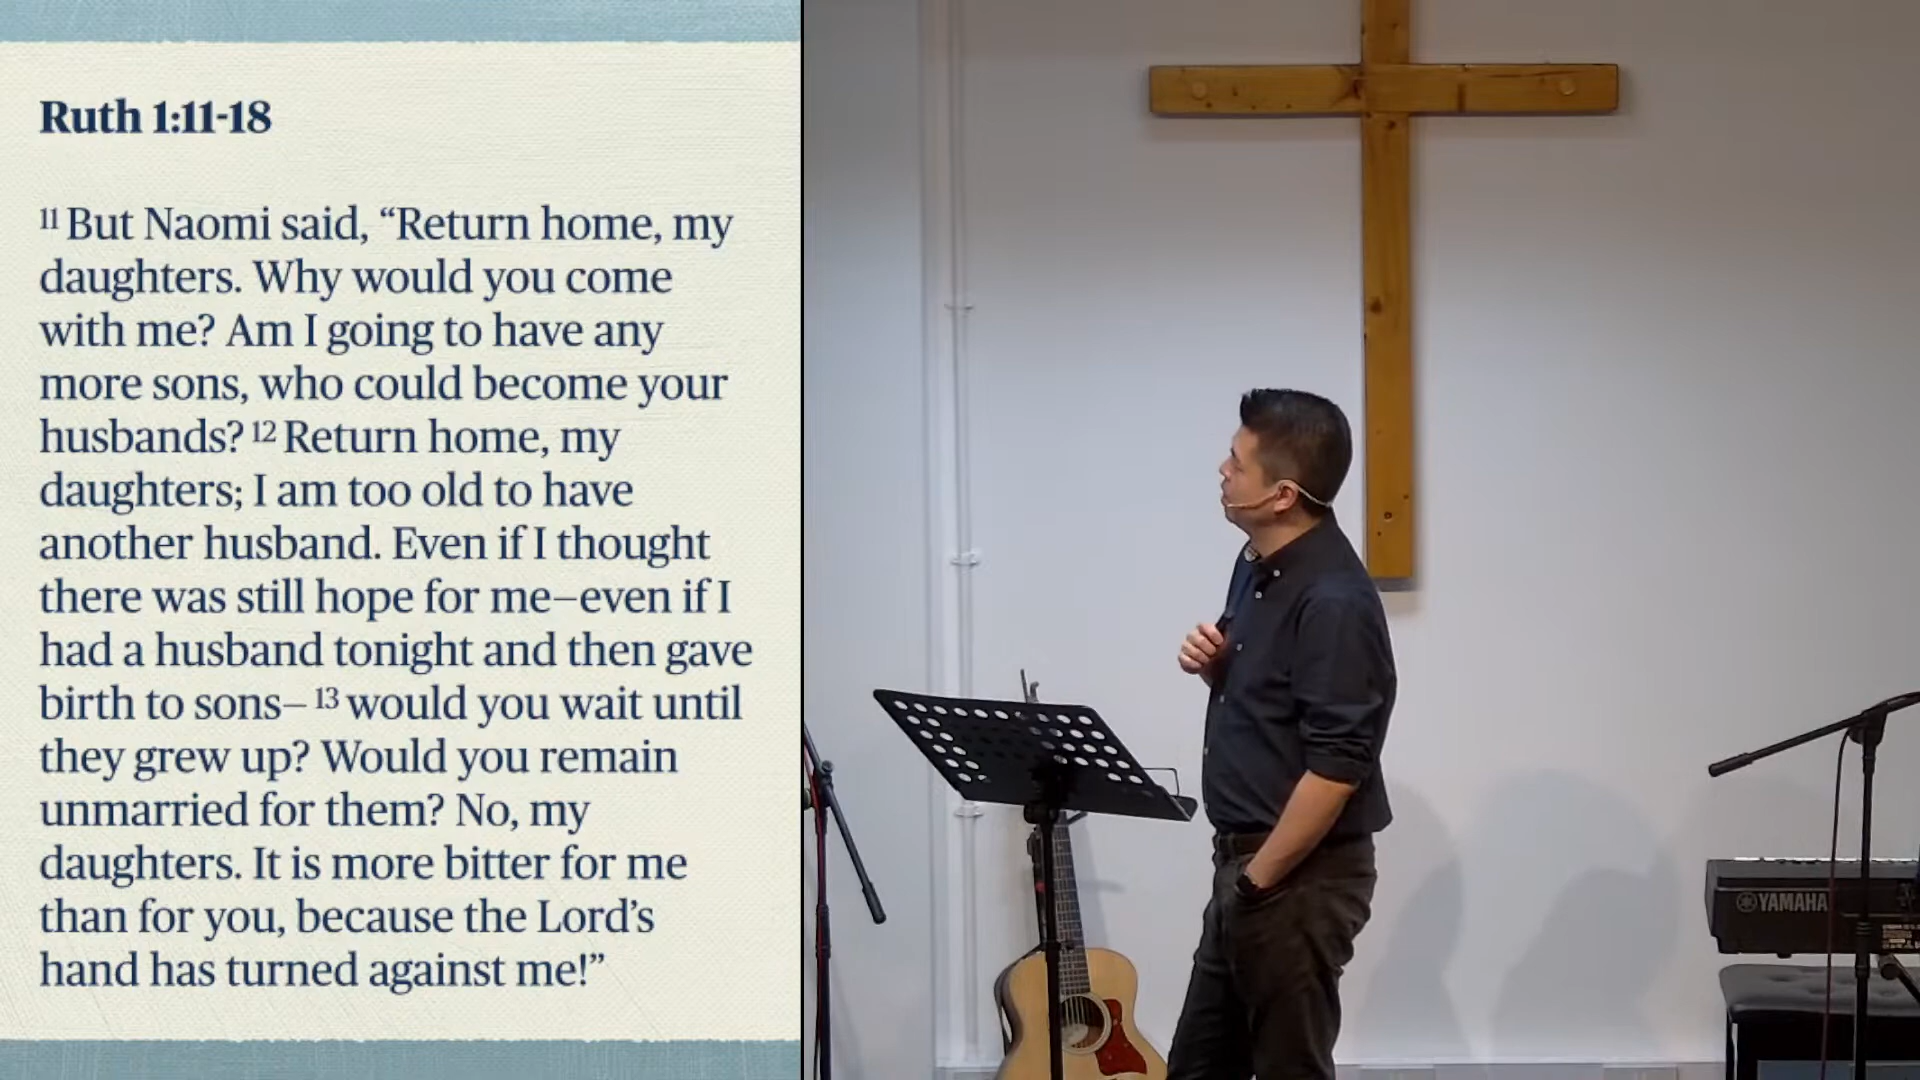 Ruth 1:11-18
11 But Naomi said, “Return home, my
daughters. Why would you come
with me? Am I going to have any
more sons, who could become your
husbands? 12 Return home, my
daughters; I am too old to have
another husband. Even if I thought
there was still hope for me—even if I
had a husband tonight and then gave
birth to sons— 13 would you wait until
they grew up? Would you remain
unmarried for them? No, my
daughters. It is more bitter for me
than for you, because the Lord’s
hand has turned against me!”
YAMAHA